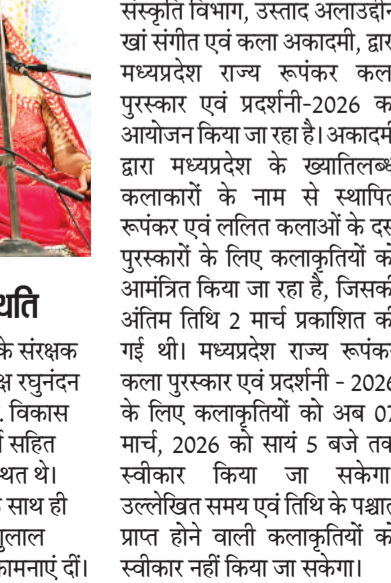 थति
के संरक्षक
रघुनंदन
विकास
सहित
थत थे।
साथ ही
गुलाल
कामनाएं दीं।
संस्कृति विभाग, उस्ताद अलाउद्दीन
खां संगीत एवं कला अकादमी, द्वारा
मध्यप्रदेश राज्य रूपंकर कला
पुरस्कार एवं प्रदर्शनी-2026 क
आयोजन किया जा रहा है। अकादमी
द्वारा मध्यप्रदेश के ख्यातिलब्ध
कलाकारों के नाम से स्थापित
रूपंकर एवं ललित कलाओं के दस
पुरस्कारों के लिए कलाकृतियों को
आमंत्रित किया जा रहा है, जिसकी
अंतिम तिथि 2 मार्च प्रकाशित की
गई थी। मध्यप्रदेश राज्य रूपंकर
कला पुरस्कार एवं प्रदर्शनी - 2026
के लिए कलाकृतियों को अब 07
मार्च, 2026 को सायं 5 बजे तक
स्वीकार किया जा सकेगा
उल्लेखित समय एवं तिथि के पश्चात
प्राप्त होने वाली कलाकृतियों को
स्वीकार नहीं किया जा सकेगा।